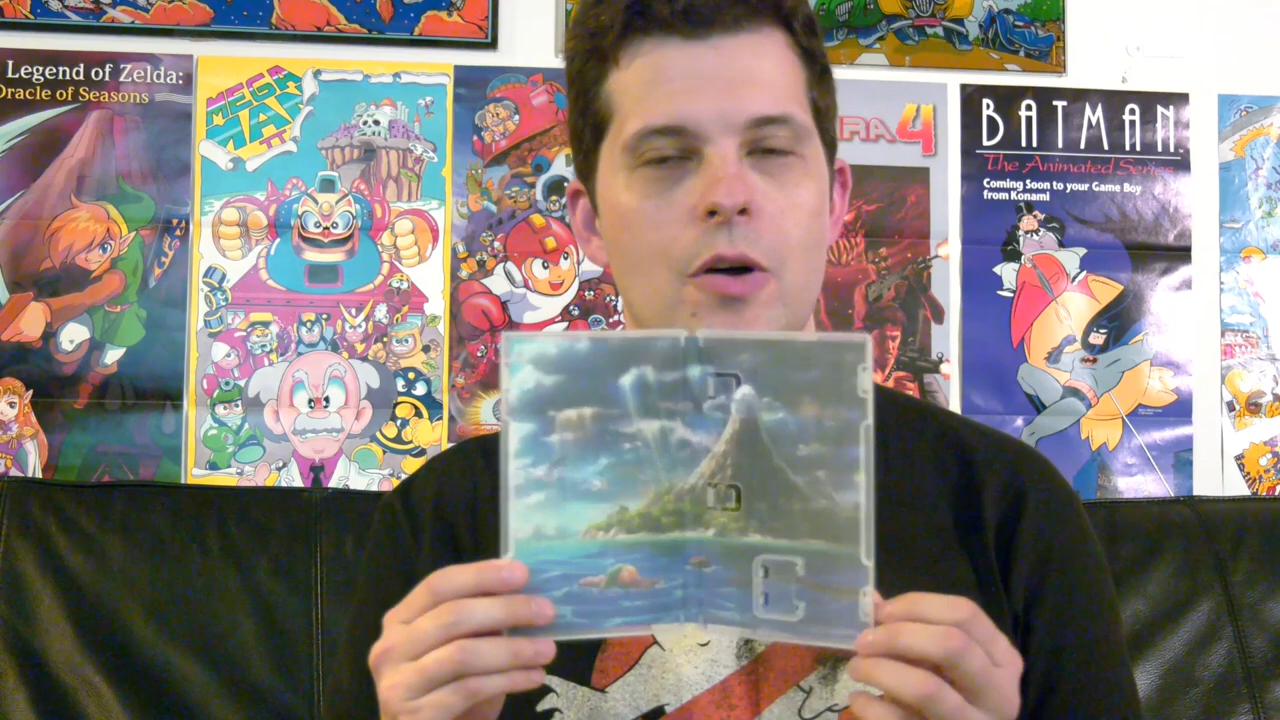 Legend of Zelda:
Oracle of Seasons
MEGA
MAN
RA 4
BATMAN
The Animated Series
Coming Soon to your Game Boy
from Konami